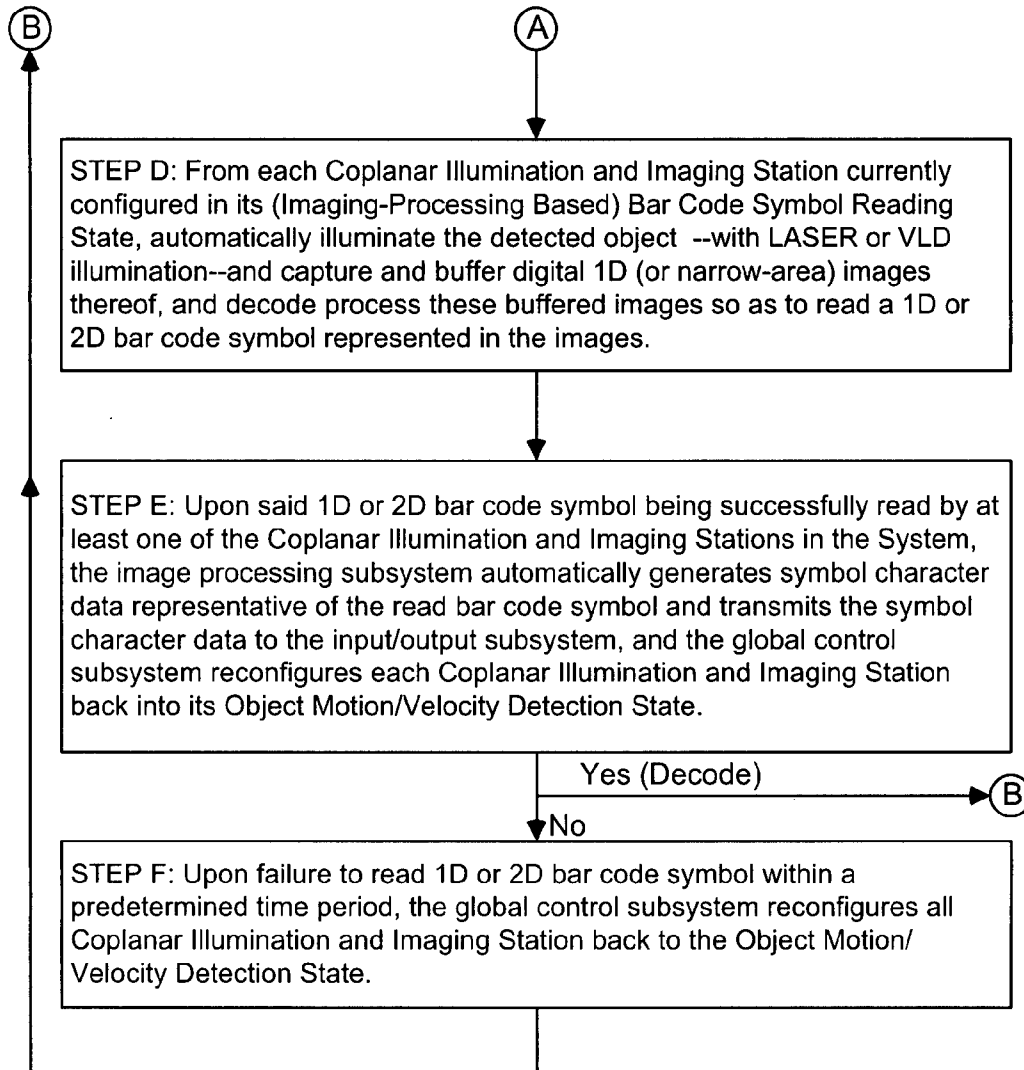 B
A
STEP D: From each Coplanar Illumination and Imaging Station currently
configured in its (Imaging-Processing Based) Bar Code Symbol Reading
State, automatically illuminate the detected object --with LASER or VLD
illumination--and capture and buffer digital 1D (or narrow-area) images
thereof, and decode process these buffered images so as to read a 1D or
2D bar code symbol represented in the images.
STEP E: Upon said 1D or 2D bar code symbol being successfully read by at
least one of the Coplanar Illumination and Imaging Stations in the System,
the image processing subsystem automatically generates symbol character
data representative of the read bar code symbol and transmits the symbol
character data to the input/output subsystem, and the global control
subsystem reconfigures each Coplanar Illumination and Imaging Station
back into its Object Motion/Velocity Detection State.
Yes (Decode)
B
No
STEP F: Upon failure to read 1D or 2D bar code symbol within a
predetermined time period, the global control subsystem reconfigures all
Coplanar Illumination and Imaging Station back to the Object Motion/
Velocity Detection State.